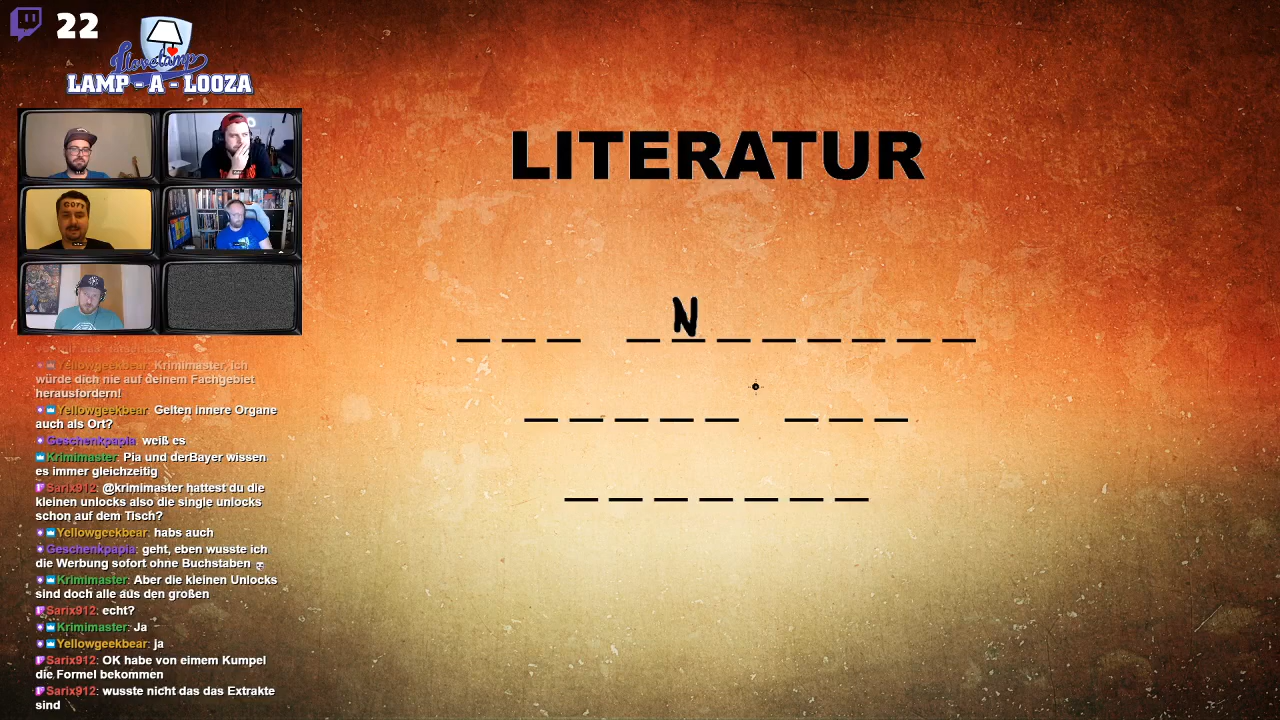 22
Ilovelamp
LAMP - A - LOOZA
LITERATUR
N
GOTY
Yellowgeekbear: Krimimaster, ich
würde dich nie auf deinem Fachgebiet
herausfordern!
Yellowgeekbear: Gelten innere Organe
auch als Ort?
Geschenkpapia: weiß es
Krimimaster: Pia und derBayer wissen
es immer gleichzeitig
Sarix912: @krimimaster hattest du die
kleinen unlocks also die single unlocks
schon auf dem Tisch?
Yellowgeekbear: habs auch
Geschenkpapia: geht, eben wusste ich
die Werbung sofort ohne Buchstaben
Krimimaster: Aber die kleinen Unlocks
sind doch alle aus den großen
Sarix912: echt?
Krimimaster: Ja
Yellowgeekbear: ja
Sarix912: OK habe von eimem Kumpel
die Formel bekommen
Sarix912: wusste nicht das das Extrakte
sind